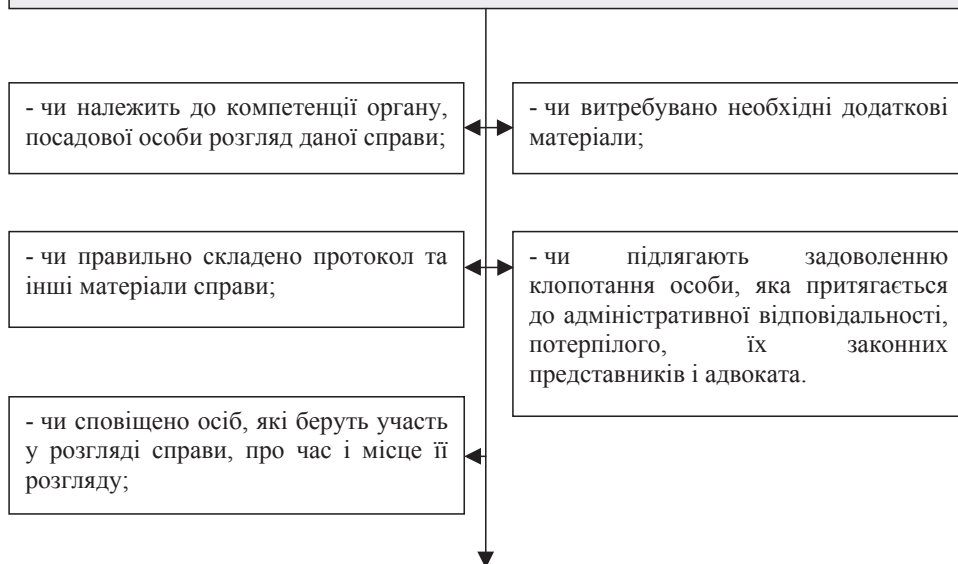 - чи належить до компетенції органу,
посадової особи розгляд даної справи;
- чи витребувано необхідні додаткові
матеріали;
- чи правильно складено протокол та
інші матеріали справи;
- чи підлягають задоволенню
клопотання особи, яка притягається
до адміністративної відповідальності,
потерпілого, їх законних
представників і адвоката.
- чи сповіщено осіб, які беруть участь
у розгляді справи, про час і місце її
розгляду;